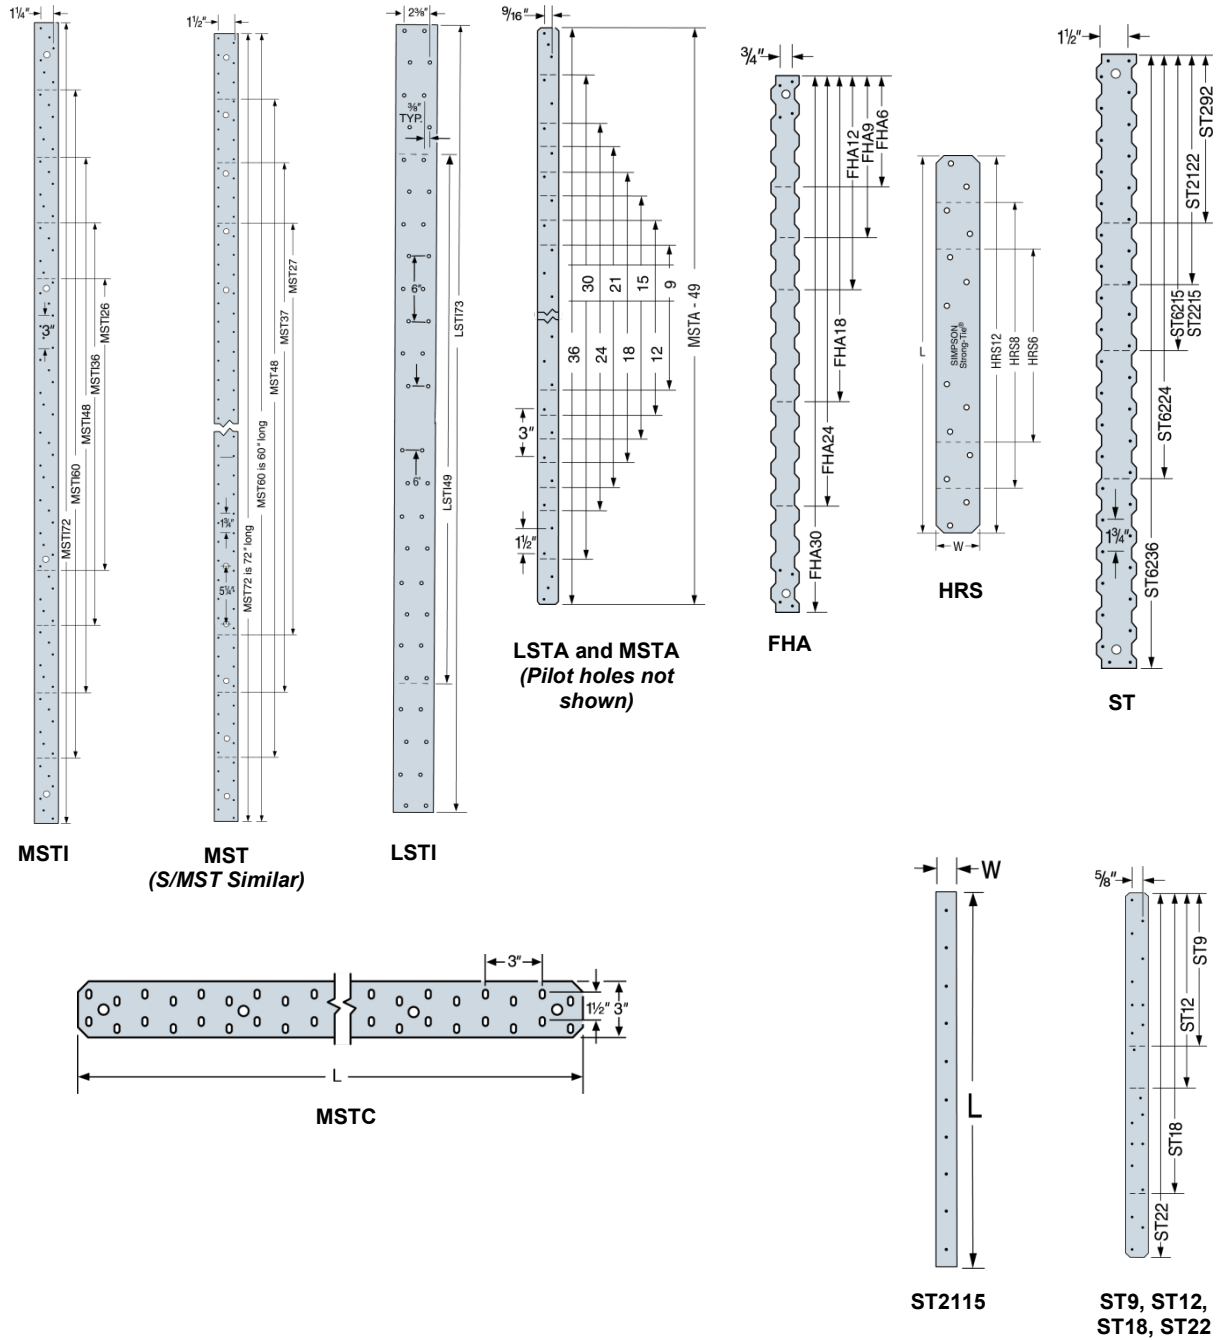 1¼"
MSTI26
MSTI36
MSTI48
MSTI60
MSTI72
3"
MSTI
1½"
MST27
MST37
MST48
MST60 is 60" long
MST72 is 72" long
1¾"
5¼"
MST
(S/MST Similar)
2⅜"
⅜"
TYP.
6"
6"
LSTI73
LSTI49
LSTI
9/16"
30
21
15
9
36
24
18
12
MSTA - 49
3"
1½"
LSTA and MSTA
(Pilot holes not
shown)
¾"
FHA6
FHA9
FHA12
FHA18
FHA24
FHA30
FHA
L
SIMPSON
Strong-Tie®
HRS12
HRS8
HRS6
W
HRS
1½"
ST292
ST2122
ST2215
ST6215
ST6224
ST6236
1¾"
ST
3"
1½"
3"
L
MSTC
W
L
ST2115
⅝"
ST9
ST12
ST18
ST22
ST9, ST12,
ST18, ST22